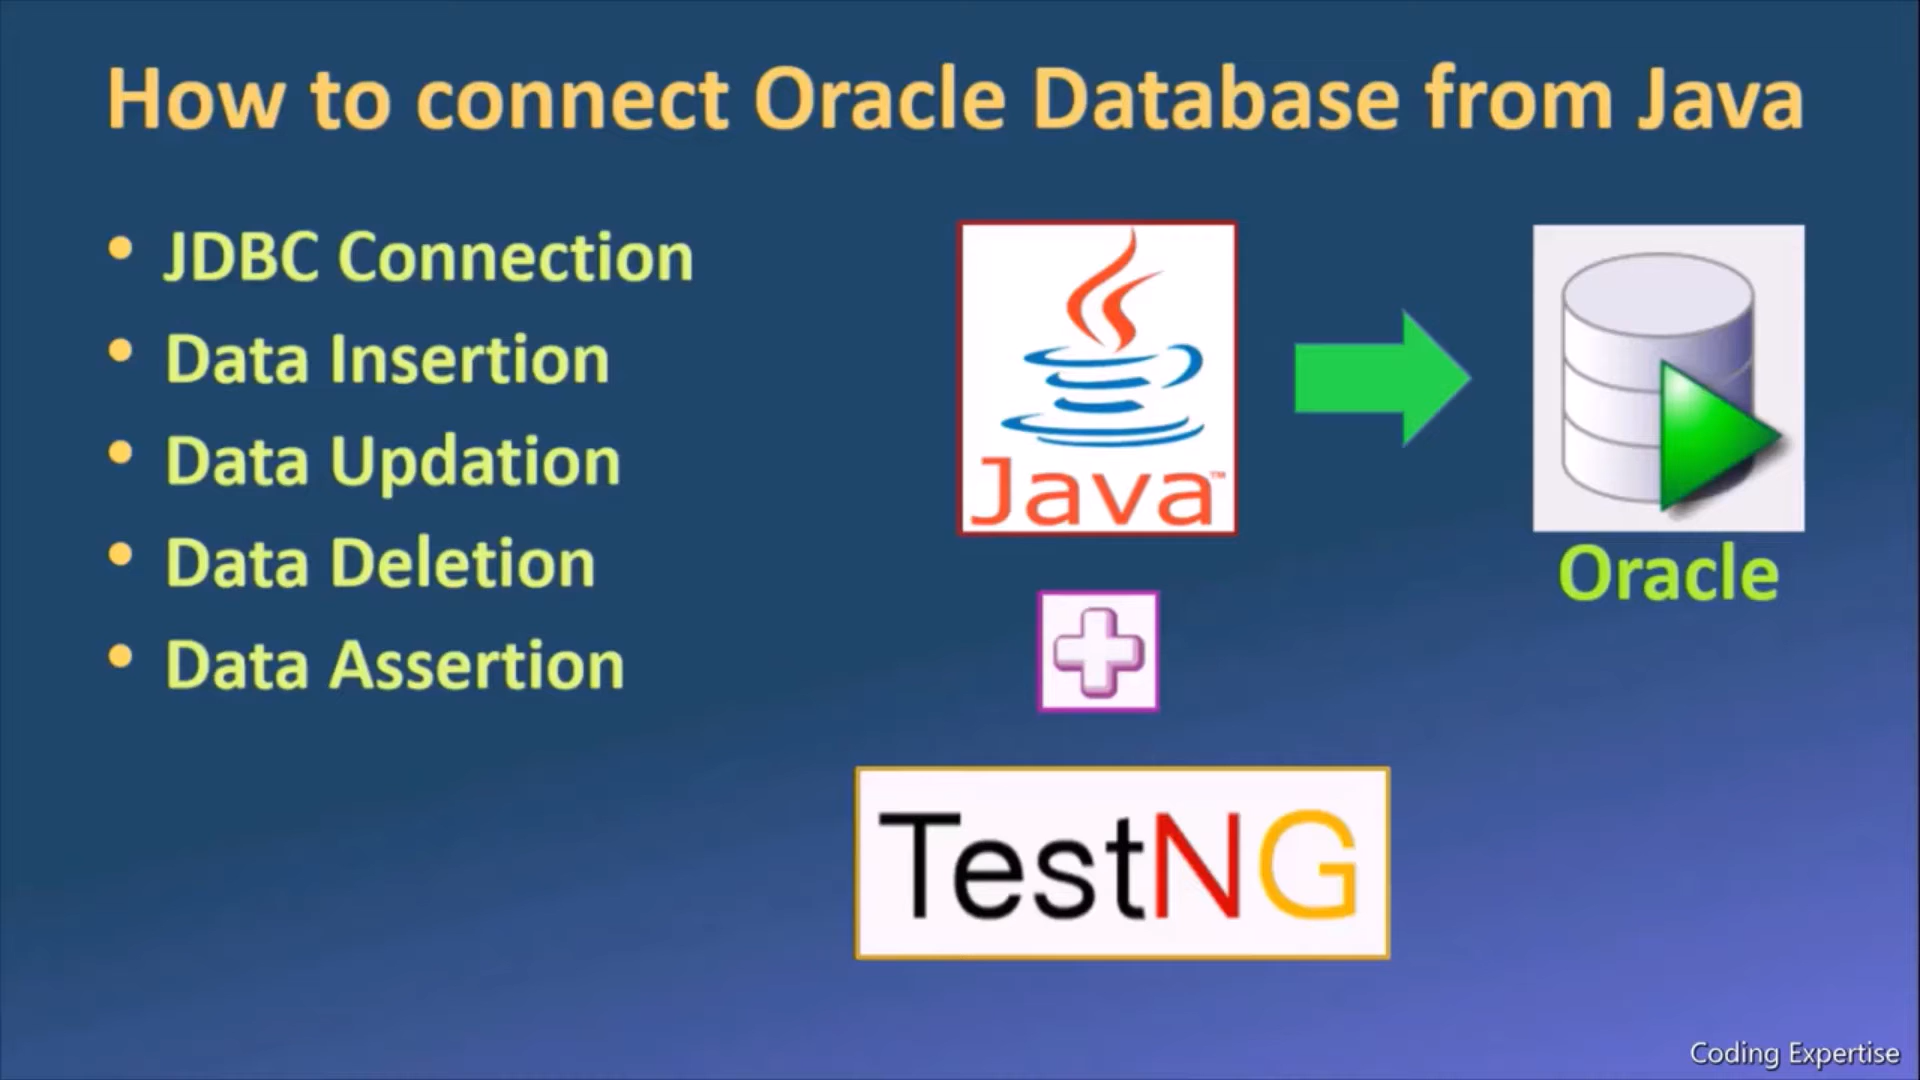 How to connect Oracle Database from Java
• JDBC Connection
• Data Insertion
• Data Updation
• Data Deletion
• Data Assertion
Java™
Oracle
TestNG
Coding Expertise